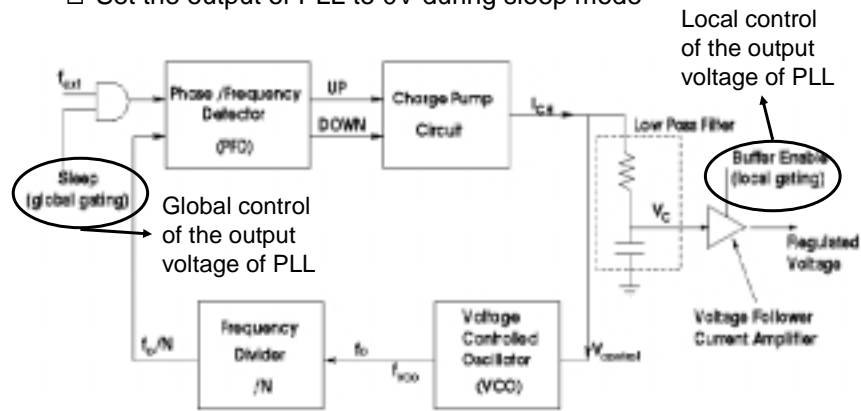 □ Set the output of PLL to 0V during sleep mode
Local control
of the output
voltage of PLL
f_ext
Phase /Frequency
Detector
(PFD)
UP
DOWN
Charge Pump
Circuit
I_CH
Low Pass Filter
Buffer Enable
(local gating)
Sleep
(global gating)
Global control
of the output
voltage of PLL
V_C
Regulated
Voltage
Voltage Follower
Current Amplifier
f_o/N
Frequency
Divider
/N
f_o
f_VCO
Voltage
Controlled
Oscillator
(VCO)
V_control